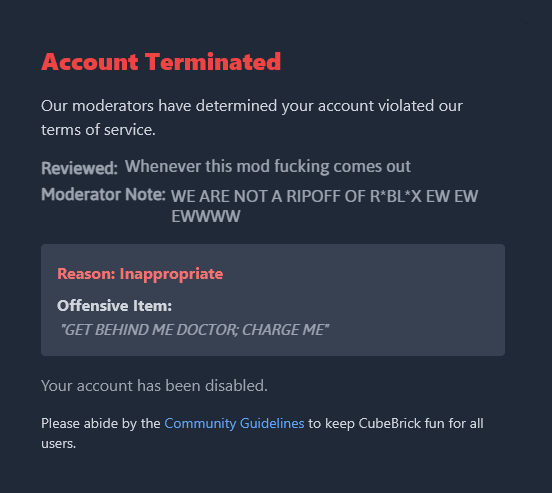 Account Terminated
Our moderators have determined your account violated our
terms of service.
Reviewed: Whenever this mod fucking comes out
Moderator Note: WE ARE NOT A RIPOFF OF R*BL*X EW EW
EWWWW
Reason: Inappropriate
Offensive Item:
"GET BEHIND ME DOCTOR; CHARGE ME"
Your account has been disabled.
Please abide by the Community Guidelines to keep CubeBrick fun for all
users.